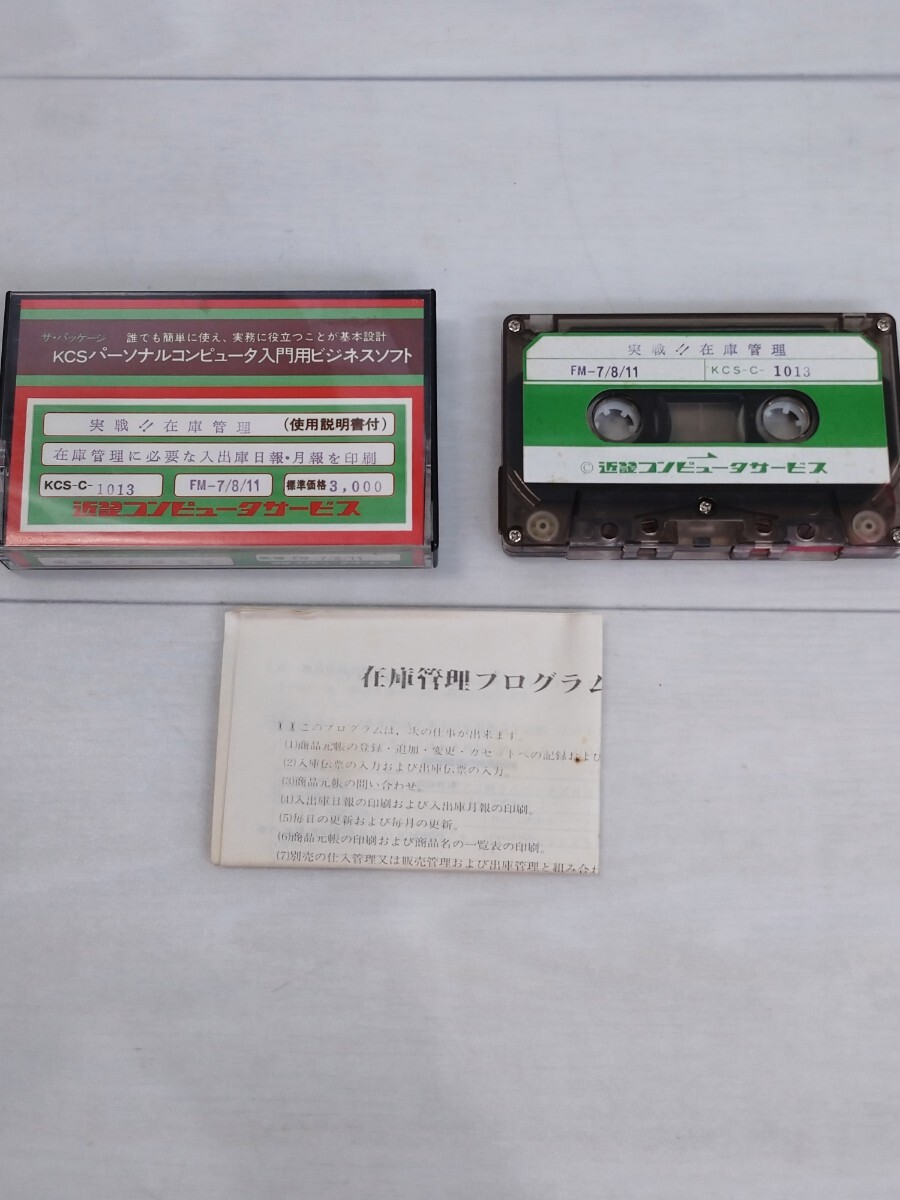 ザ・パッケージ 誰でも簡単に使え、実務に役立つことが基本設計
KCSパーソナルコンピュータ入門用ビジネスソフト
実戦!!在庫管理 (使用説明書付)
在庫管理に必要な入出庫日報・月報を印刷
KCS-C-1013 FM-7/8/11 標準価格3,000
近設コンピュータサービス
FM-7/8/11
実戦!!在庫管理
FM-7/8/11 KCS-C-1013
© 近設コンピュータサービス
在庫管理プログラム
このプログラムは、次の仕事が出来ます。
(1)商品元帳の登録・追加・変更・カセットへの記録およ
(2)入庫伝票の入力および出庫伝票の入力。
(3)商品元帳の問い合わせ。
(4)入出庫日報の印刷および入出庫月報の印刷。
(5)毎日の更新および毎月の更新。
(6)商品元帳の印刷および商品名の一覧表の印刷。
(7)別売の仕入管理又は販売管理および出庫管理と組み合わ